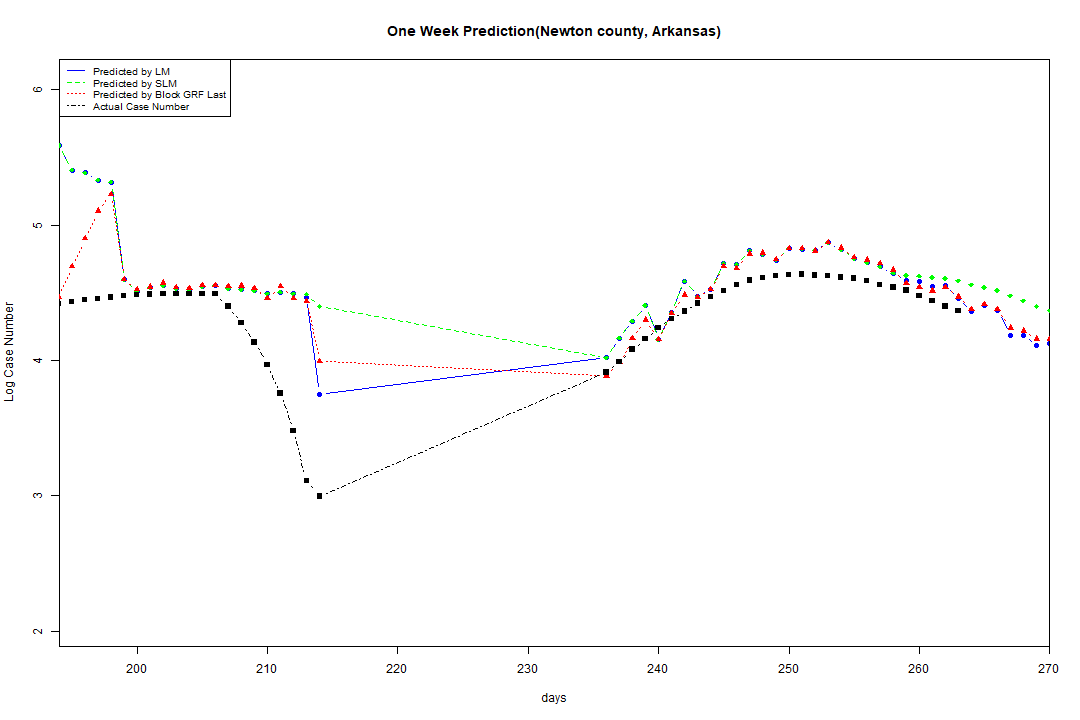 One Week Prediction(Newton county, Arkansas)
Predicted by LM
Predicted by SLM
Predicted by Block GRF Last
Actual Case Number
6
5
4
3
2
Log Case Number
200 210 220 230 240 250 260 270
days